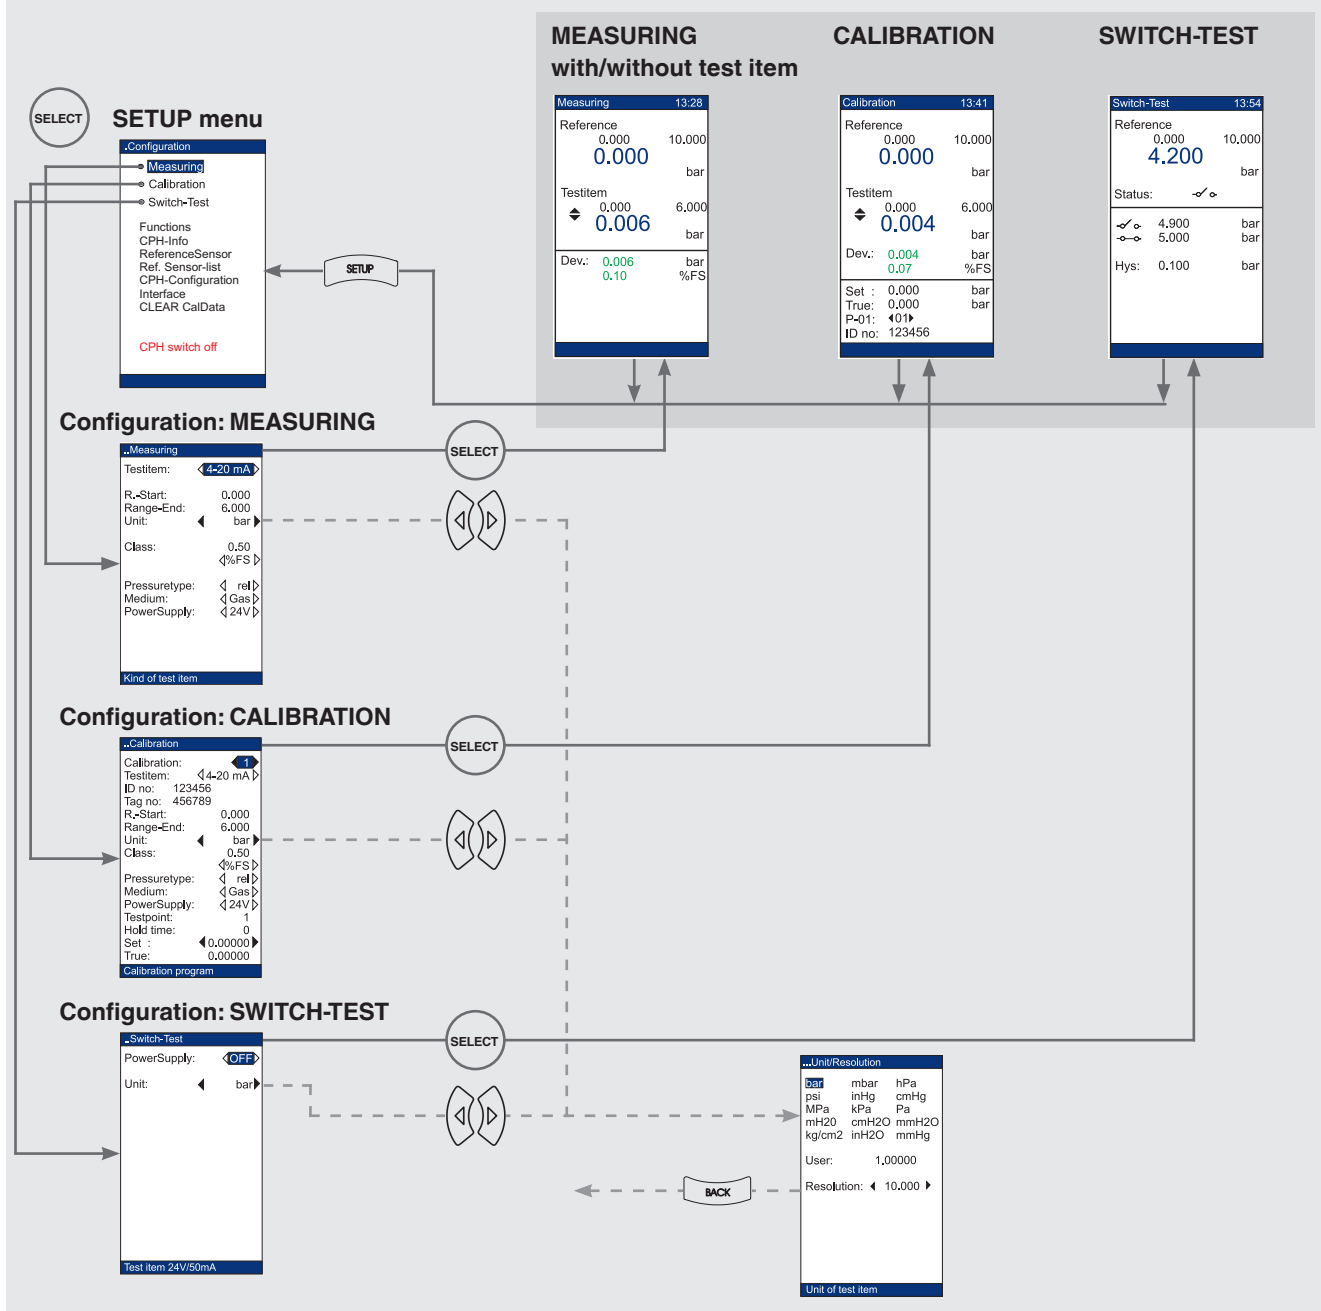 MEASURING
with/without test item
CALIBRATION
SWITCH-TEST
Measuring 13:28
Reference
0.000 10.000
0.000
bar
Testitem
0.000 6.000
0.006
bar
Dev.: 0.006 bar
0.10 %FS
Calibration 13:41
Reference
0.000 10.000
0.000
bar
Testitem
0.000 6.000
0.004
bar
Dev.: 0.004 bar
0.07 %FS
Set : 0.000 bar
True: 0.000 bar
P-01: 01
ID no: 123456
Switch-Test 13:54
Reference
0.000 10.000
4.200
bar
Status:
4.900 bar
5.000 bar
Hys: 0.100 bar
SELECT
SETUP menu
.Configuration
Measuring
Calibration
Switch-Test
Functions
CPH-Info
ReferenceSensor
Ref. Sensor-list
CPH-Configuration
Interface
CLEAR CalData
CPH switch off
SETUP
Configuration: MEASURING
..Measuring
Testitem: 4-20 mA
R.-Start: 0.000
Range-End: 6.000
Unit: bar
Class: 0.50
%FS
Pressuretype: rel
Medium: Gas
PowerSupply: 24V
Kind of test item
SELECT
Configuration: CALIBRATION
..Calibration
Calibration: 1
Testitem: 4-20 mA
ID no: 123456
Tag no: 456789
R.-Start: 0.000
Range-End: 6.000
Unit: bar
Class: 0.50
%FS
Pressuretype: rel
Medium: Gas
PowerSupply: 24V
Testpoint: 1
Hold time: 0
Set : 0.00000
True: 0.00000
Calibration program
SELECT
Configuration: SWITCH-TEST
..Switch-Test
PowerSupply: OFF
Unit: bar
Test item 24V/50mA
SELECT
...Unit/Resolution
bar mbar hPa
psi inHg cmHg
MPa kPa Pa
mH20 cmH2O mmH2O
kg/cm2 inH2O mmHg
User: 1.00000
Resolution: 10.000
Unit of test item
BACK